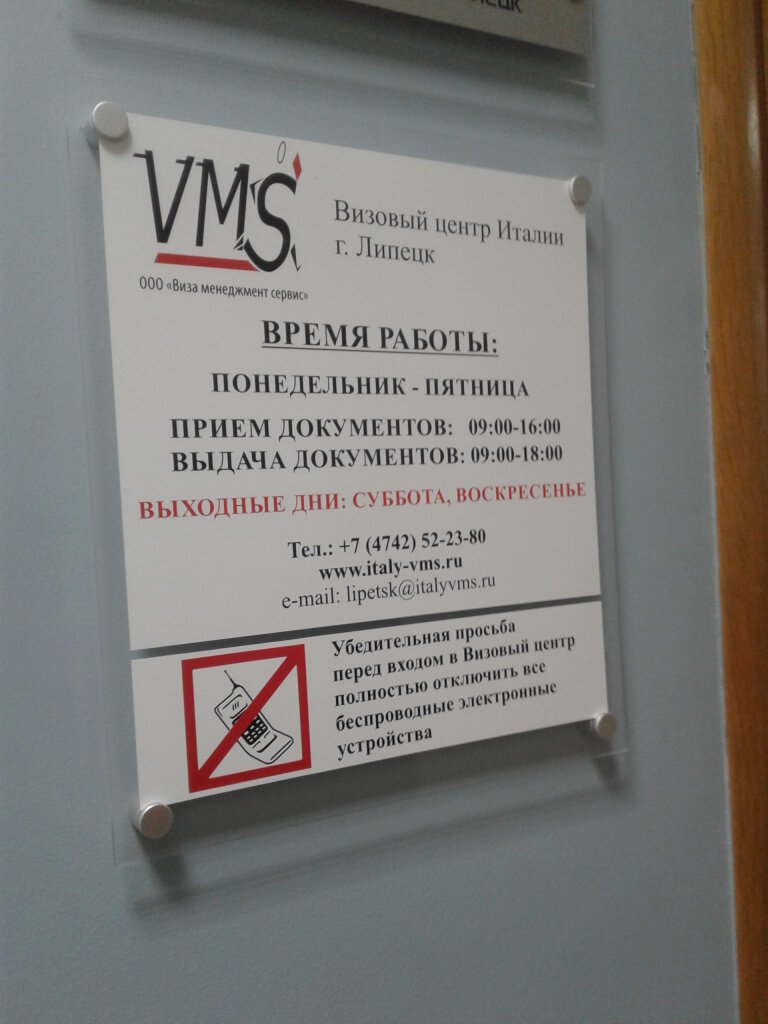 VMS
Визовый центр Италии
г. Липецк
ООО «Виза менеджмент сервис»
ВРЕМЯ РАБОТЫ:
ПОНЕДЕЛЬНИК - ПЯТНИЦА
ПРИЕМ ДОКУМЕНТОВ: 09:00-16:00
ВЫДАЧА ДОКУМЕНТОВ: 09:00-18:00
ВЫХОДНЫЕ ДНИ: СУББОТА, ВОСКРЕСЕНЬЕ
Тел.: +7 (4742) 52-23-80
www.italy-vms.ru
e-mail: lipetsk@italyvms.ru
Убедительная просьба
перед входом в Визовый центр
полностью отключить все
беспроводные электронные
устройства